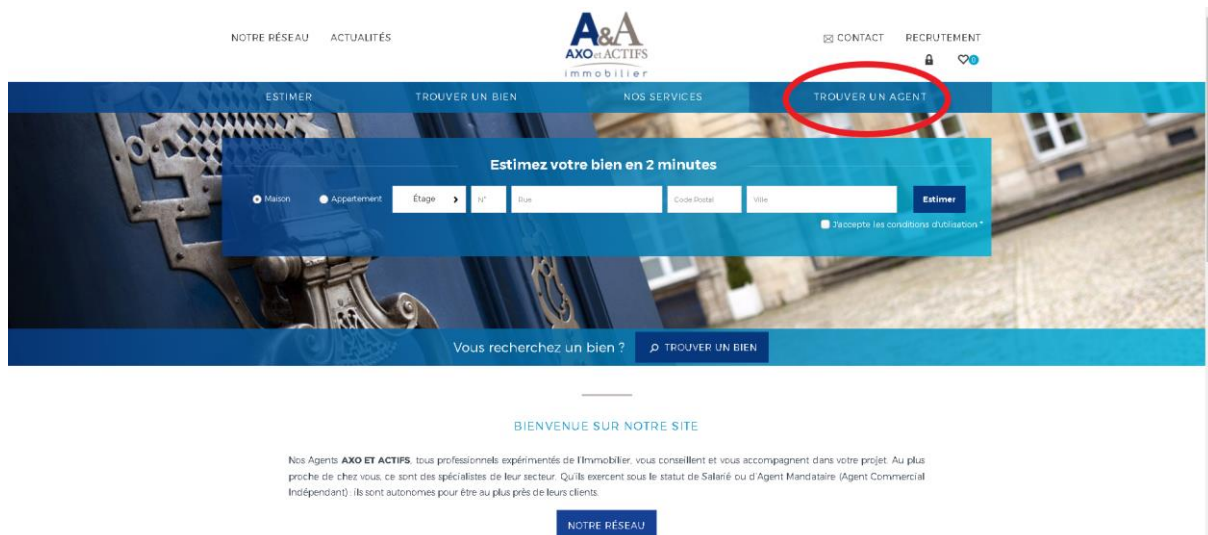 NOTRE RÉSEAU ACTUALITÉS
A&A
AXO et ACTIFS
immobilier
CONTACT RECRUTEMENT
0
ESTIMER TROUVER UN BIEN NOS SERVICES TROUVER UN AGENT
Estimez votre bien en 2 minutes
Maison Appartement Étage N° Rue Code Postal Ville Estimer
J'accepte les conditions d'utilisation *
Vous recherchez un bien ? TROUVER UN BIEN
BIENVENUE SUR NOTRE SITE
Nos Agents AXO ET ACTIFS, tous professionnels expérimentés de l'Immobilier, vous conseillent et vous accompagnent dans votre projet. Au plus
proche de chez vous, ce sont des spécialistes de leur secteur. Qu'ils exercent sous le statut de Salarié ou d'Agent Mandataire (Agent Commercial
Indépendant) : ils sont autonomes pour être au plus près de leurs clients.
NOTRE RÉSEAU